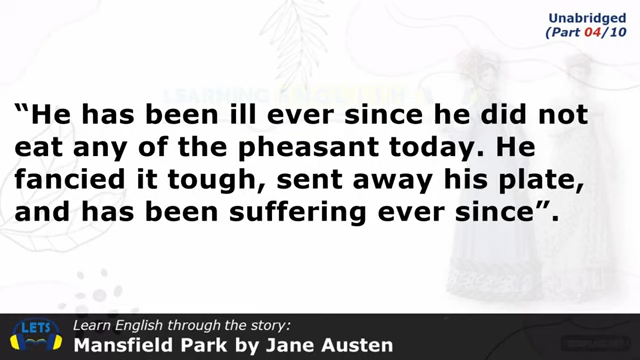 Unabridged
(Part 04/10
“He has been ill ever since he did not
eat any of the pheasant today. He
fancied it tough, sent away his plate,
and has been suffering ever since”.
LETS
Learn English through the story:
Mansfield Park by Jane Austen